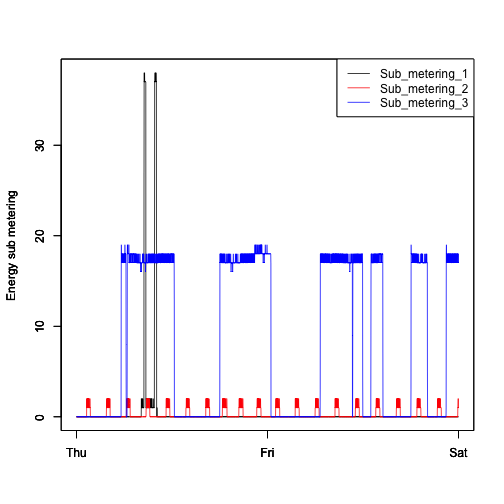 Sub_metering_1
Sub_metering_2
Sub_metering_3
Energy sub metering
30
20
10
0
Thu Fri Sat